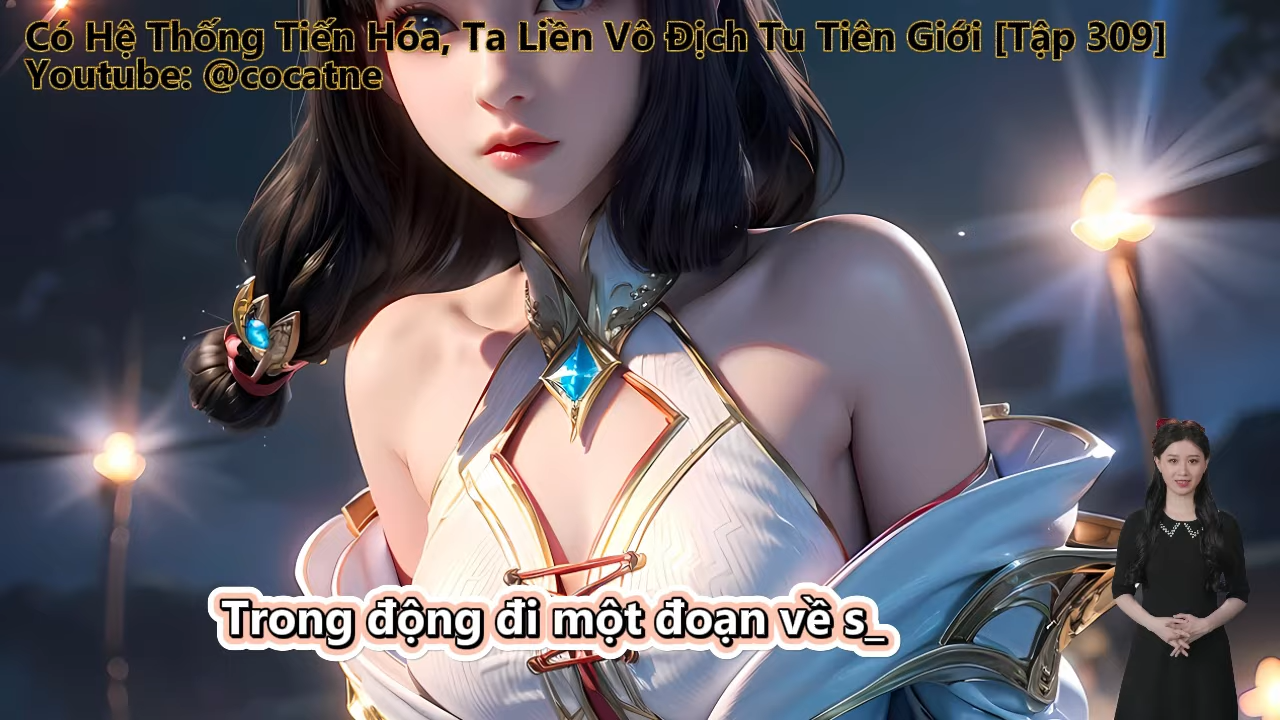 Có Hệ Thống Tiến Hóa, Ta Liền Vô Địch Tu Tiên Giới [Tập 309]
Youtube: @cocatne
Trong động đi một đoạn về s_